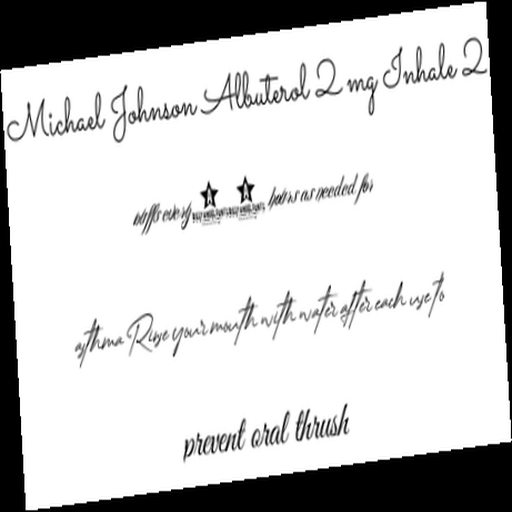 Michael Johnson Albuterol 2 mg Inhale 2
puffs every hours as needed for
asthma Rinse your mouth with water after each use to
prevent oral thrush